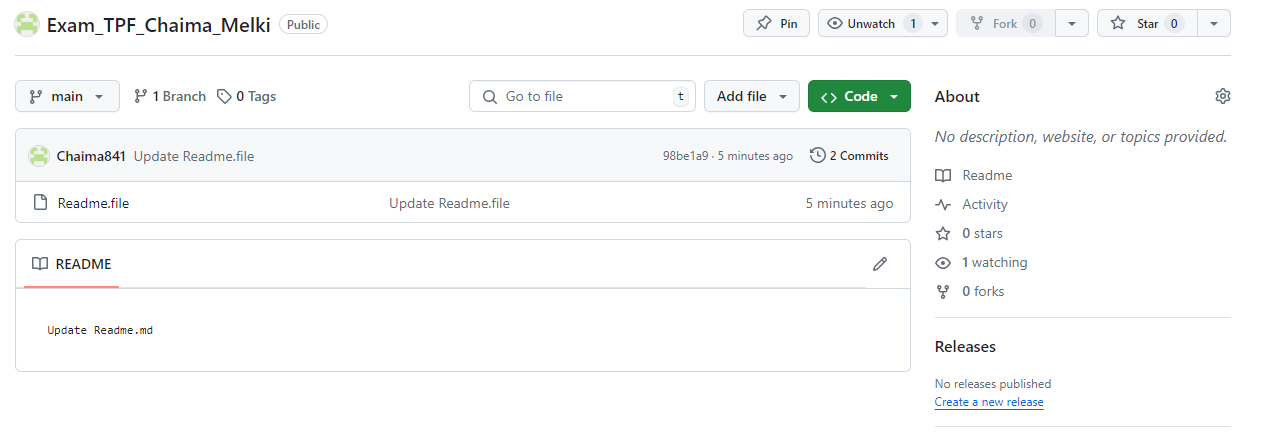 Exam_TPF_Chaima_Melki Public Pin Unwatch 1 Fork 0 Star 0
main 1 Branch 0 Tags Go to file t Add file Code
Chaima841 Update Readme.file 98be1a9 · 5 minutes ago 2 Commits
Readme.file Update Readme.file 5 minutes ago
README
Update Readme.md
About
No description, website, or topics provided.
Readme
Activity
0 stars
1 watching
0 forks
Releases
No releases published
Create a new release